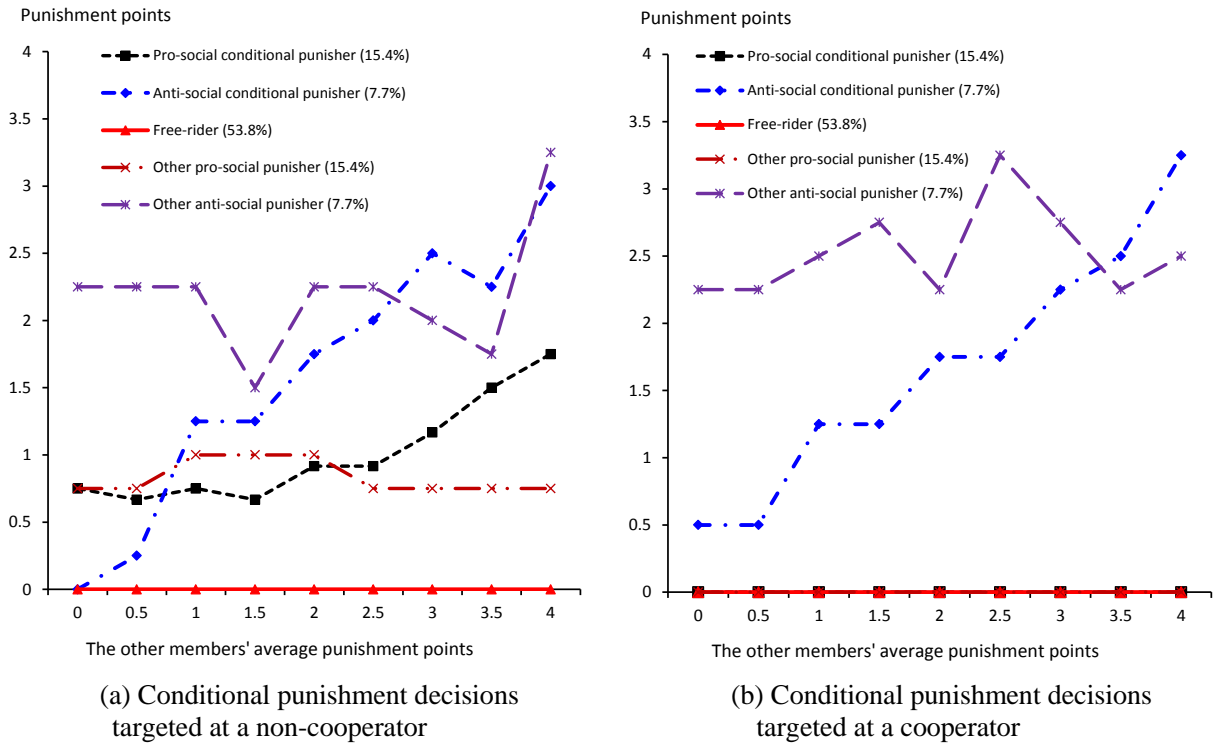 Punishment points
4
3.5
3
2.5
2
1.5
1
0.5
0
Pro-social conditional punisher (15.4%)
Anti-social conditional punisher (7.7%)
Free-rider (53.8%)
Other pro-social punisher (15.4%)
Other anti-social punisher (7.7%)
0 0.5 1 1.5 2 2.5 3 3.5 4
The other members' average punishment points
(a) Conditional punishment decisions
targeted at a non-cooperator
Punishment points
4
3.5
3
2.5
2
1.5
1
0.5
0
Pro-social conditional punisher (15.4%)
Anti-social conditional punisher (7.7%)
Free-rider (53.8%)
Other pro-social punisher (15.4%)
Other anti-social punisher (7.7%)
0 0.5 1 1.5 2 2.5 3 3.5 4
The other members' average punishment points
(b) Conditional punishment decisions
targeted at a cooperator